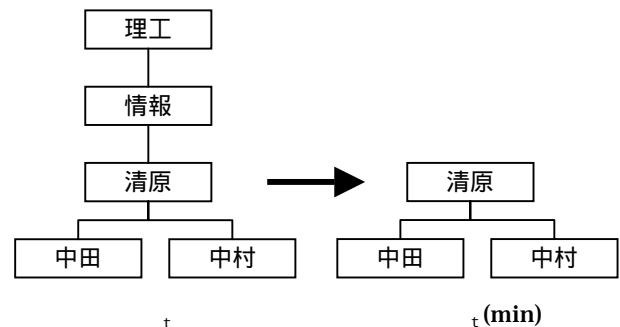 理工
情報
清原 清原
中田 中村 中田 中村
t t (min)